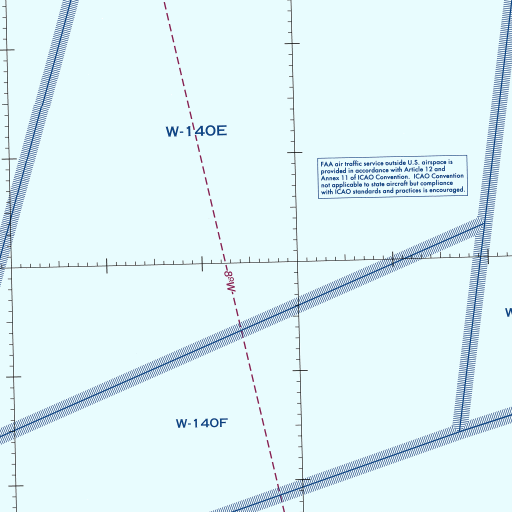 W-140E
FAA air traffic service outside U.S. airspace is
provided in accordance with Article 12 and
Annex 11 of ICAO Convention. ICAO Convention
not applicable to state aircraft but compliance
with ICAO standards and practices is encouraged.
8°W
W-140F
W